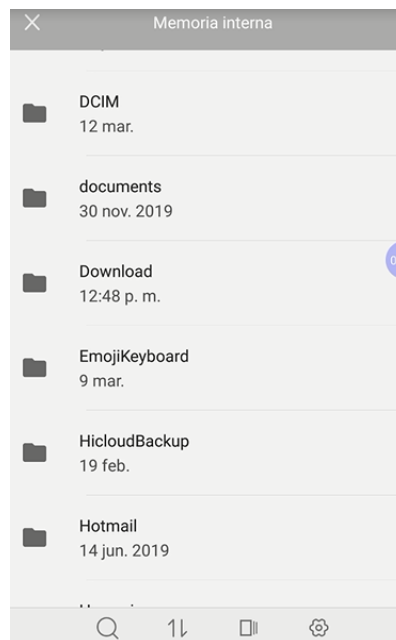 Memoria interna
DCIM
12 mar.
documents
30 nov. 2019
Download
12:48 p. m.
EmojiKeyboard
9 mar.
HicloudBackup
19 feb.
Hotmail
14 jun. 2019